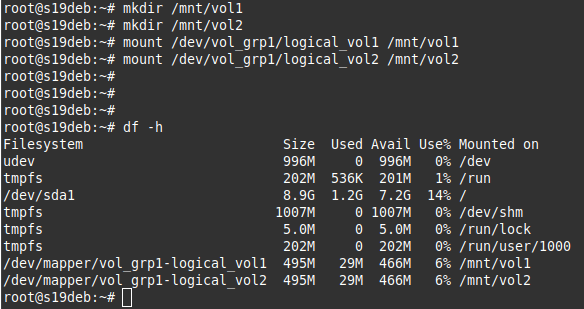 root@s19deb:~# mkdir /mnt/vol1
root@s19deb:~# mkdir /mnt/vol2
root@s19deb:~# mount /dev/vol_grp1/logical_vol1 /mnt/vol1
root@s19deb:~# mount /dev/vol_grp1/logical_vol2 /mnt/vol2
root@s19deb:~#
root@s19deb:~#
root@s19deb:~#
root@s19deb:~# df -h
Filesystem                         Size  Used Avail Use% Mounted on
udev                               996M     0  996M   0% /dev
tmpfs                              202M  536K  201M   1% /run
/dev/sda1                          8.9G  1.2G  7.2G  14% /
tmpfs                             1007M     0 1007M   0% /dev/shm
tmpfs                              5.0M     0  5.0M   0% /run/lock
tmpfs                              202M     0  202M   0% /run/user/1000
/dev/mapper/vol_grp1-logical_vol1  495M   29M  466M   6% /mnt/vol1
/dev/mapper/vol_grp1-logical_vol2  495M   29M  466M   6% /mnt/vol2
root@s19deb:~#